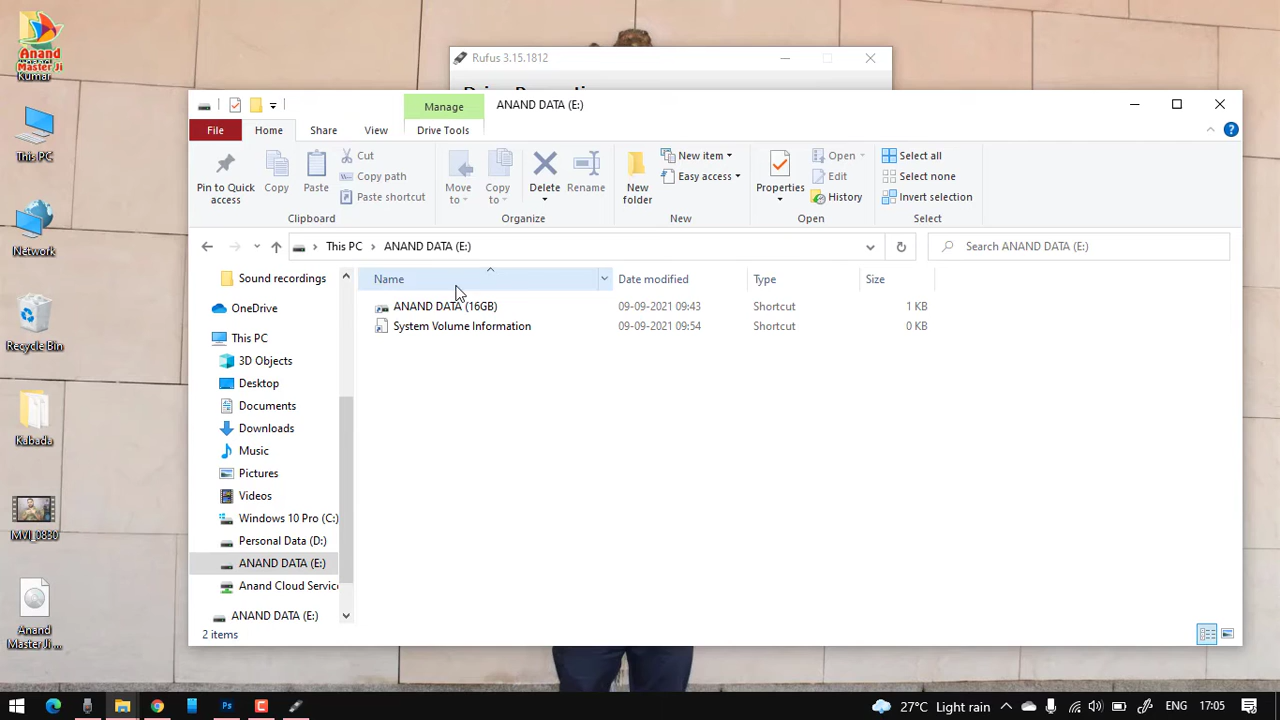 Anand
Master Ji
Kumar
This PC
Network
Recycle Bin
Kabada
MVI_0830
Anand
Master Ji ...
Rufus 3.15.1812
Manage
ANAND DATA (E:)
File
Home
Share
View
Drive Tools
Pin to Quick
access
Copy
Paste
Cut
Copy path
Paste shortcut
Clipboard
Move
to
Copy
to
Delete
Rename
Organize
New
folder
New item
Easy access
New
Properties
Open
Edit
History
Open
Select all
Select none
Invert selection
Select
This PC
ANAND DATA (E:)
Search ANAND DATA (E:)
Sound recordings
OneDrive
This PC
3D Objects
Desktop
Documents
Downloads
Music
Pictures
Videos
Windows 10 Pro (C:)
Personal Data (D:)
ANAND DATA (E:)
Anand Cloud Service
ANAND DATA (E:)
Name Date modified Type Size
ANAND DATA (16GB) 09-09-2021 09:43 Shortcut 1 KB
System Volume Information 09-09-2021 09:54 Shortcut 0 KB
2 items
27°C Light rain
ENG
17:05